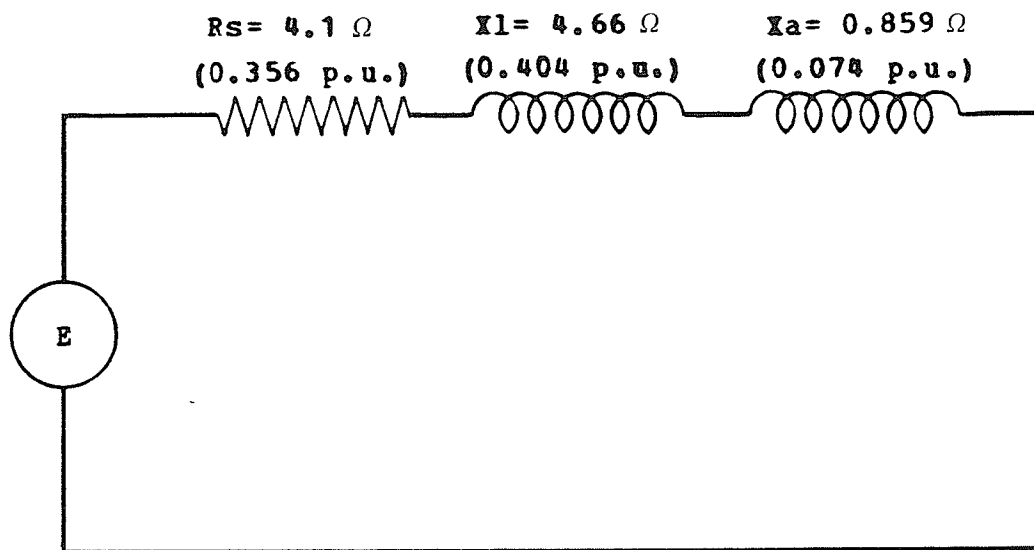 Rs= 4.1 Ω Xl= 4.66 Ω Xa= 0.859 Ω
(0.356 p.u.) (0.404 p.u.) (0.074 p.u.)
E